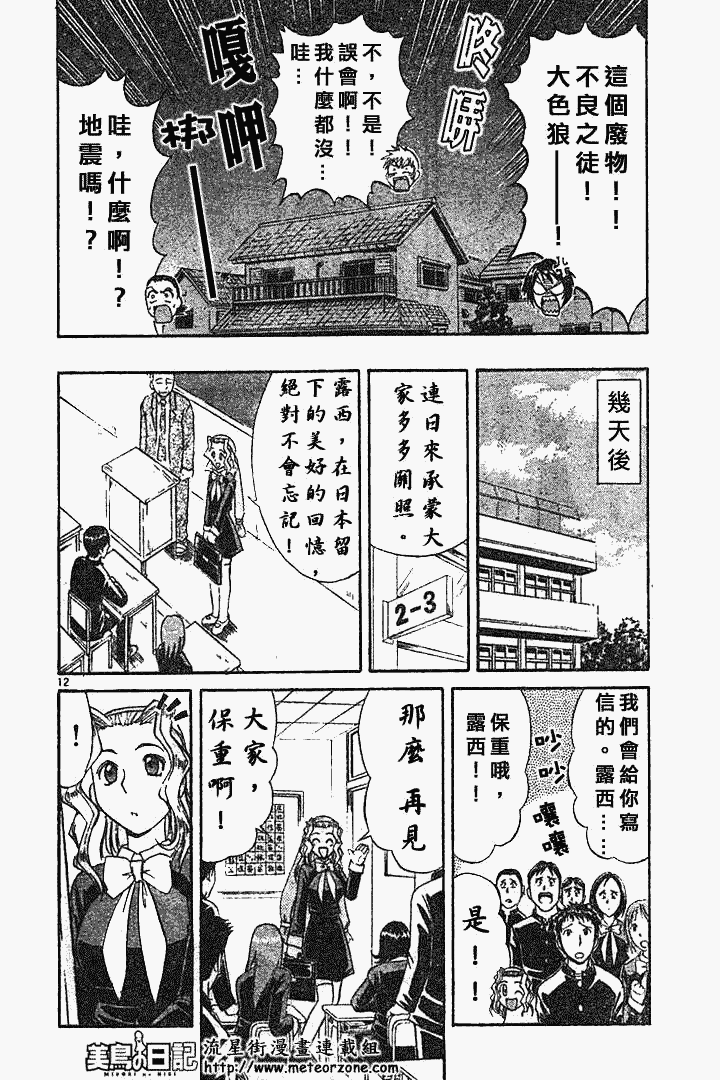 這個廢物！！
不良之徒！
大色狼——！
咚
嘶
不，不是！
誤會啊！！
我什麼都沒…
哇…
嘎
呷
梆
哇，什麼啊！？
地震嗎！？
幾天後
連日來承蒙大
家多多關照。
2-3
露西，在日本留
下的美好的回憶，
絕對不會忘記！
12
我們會給你寫
信的。露西……
保重哦，
露西！！
吵吵
嚷嚷
是！！
那麼再見
大家，
保重啊！
！
美鳥の日記
MIDORI no NIKI
流星街漫畫連載組
http://www.meteorzone.com